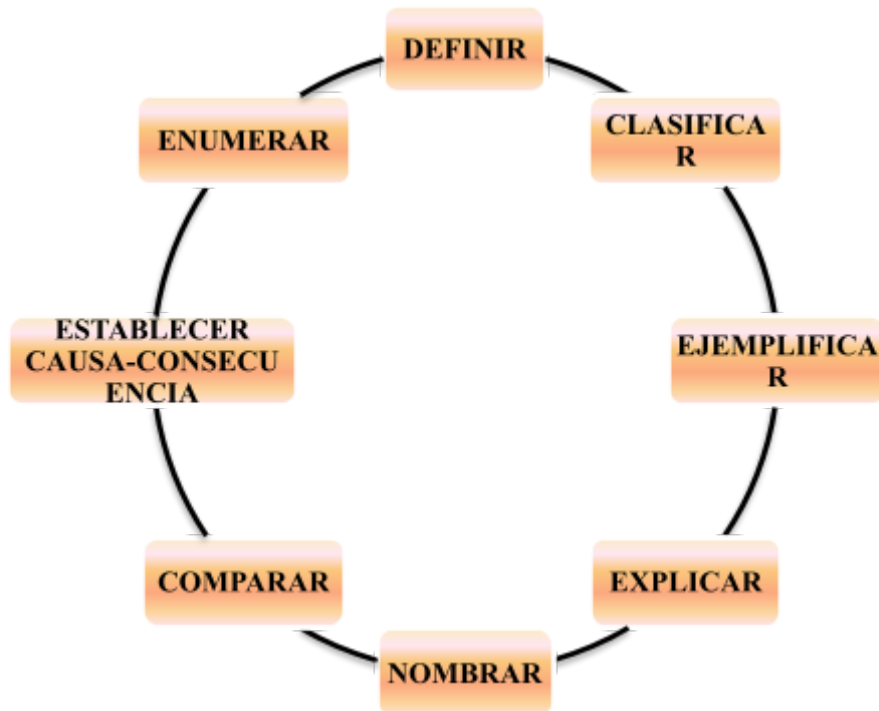 DEFINIR
CLASIFICA
R
EJEMPLIFICA
R
EXPLICAR
NOMBRAR
COMPARAR
ESTABLECER
CAUSA-CONSECU
ENCIA
ENUMERAR